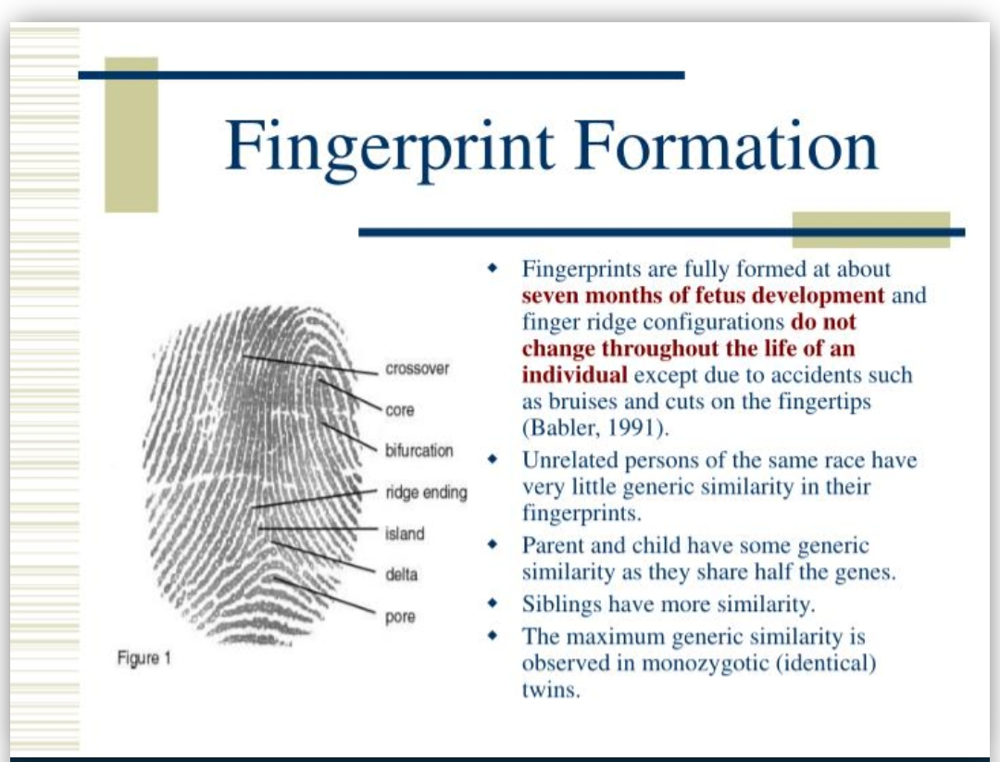 Fingerprint Formation
◆ Fingerprints are fully formed at about
seven months of fetus development and
finger ridge configurations do not
change throughout the life of an
individual except due to accidents such
as bruises and cuts on the fingertips
(Babler, 1991).
◆ Unrelated persons of the same race have
very little generic similarity in their
fingerprints.
◆ Parent and child have some generic
similarity as they share half the genes.
◆ Siblings have more similarity.
◆ The maximum generic similarity is
observed in monozygotic (identical)
twins.
crossover
core
bifurcation
ridge ending
island
delta
pore
Figure 1